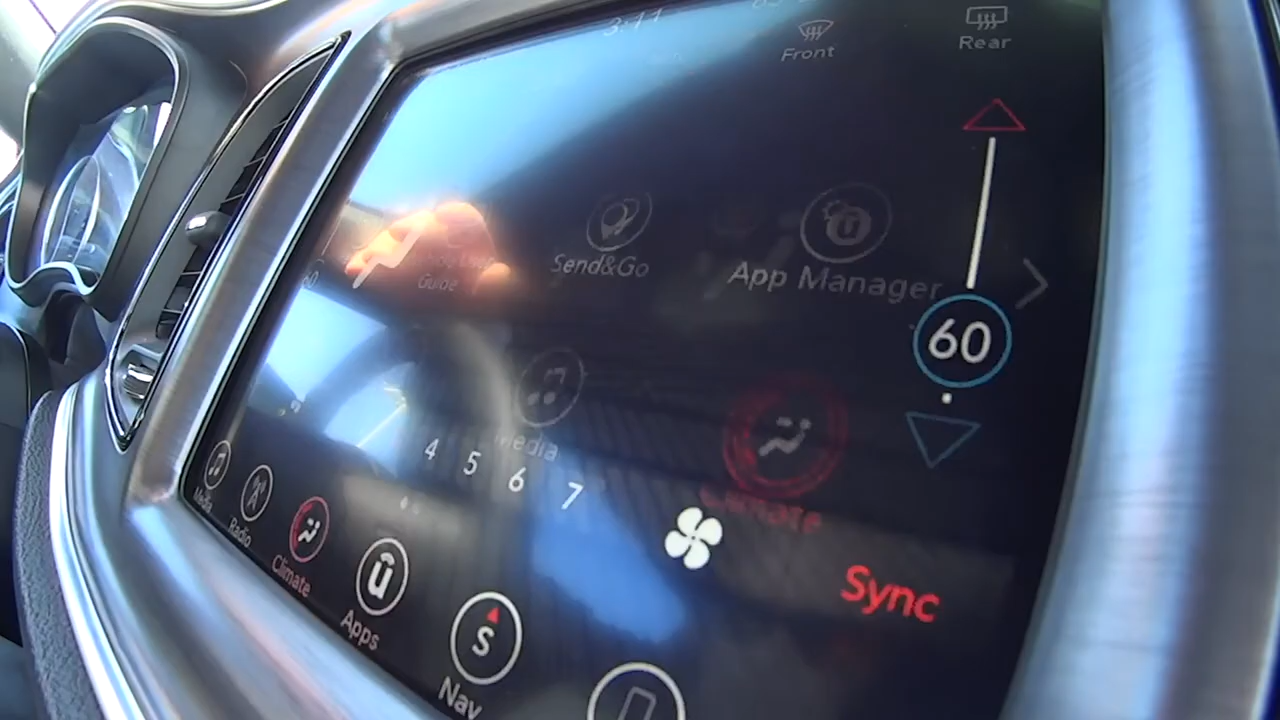 3:11
Front
Rear
Guide
Send&Go
App Manager
60
Media
4 5 6 7
Climate
Sync
Media
Radio
Climate
Apps
S
Nav